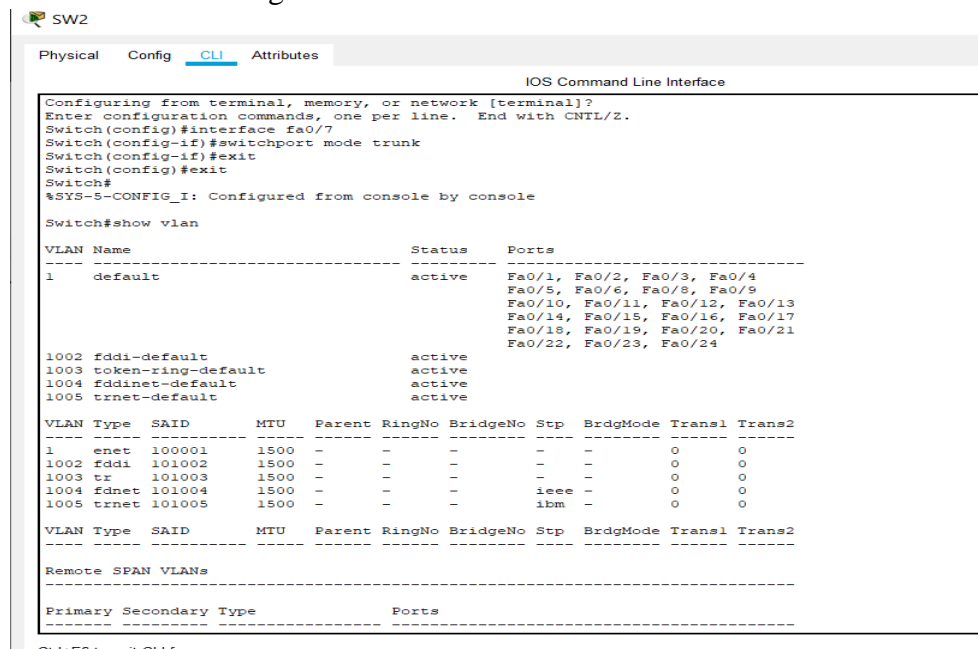 SW2
Physical Config CLI Attributes
IOS Command Line Interface
Configuring from terminal, memory, or network [terminal]?
Enter configuration commands, one per line.  End with CNTL/Z.
Switch(config)#interface fa0/7
Switch(config-if)#switchport mode trunk
Switch(config-if)#exit
Switch(config)#exit
Switch#
%SYS-5-CONFIG_I: Configured from console by console
Switch#show vlan
VLAN Name                             Status    Ports
---- -------------------------------- --------- -------------------------------
1    default                          active    Fa0/1, Fa0/2, Fa0/3, Fa0/4
                                                Fa0/5, Fa0/6, Fa0/8, Fa0/9
                                                Fa0/10, Fa0/11, Fa0/12, Fa0/13
                                                Fa0/14, Fa0/15, Fa0/16, Fa0/17
                                                Fa0/18, Fa0/19, Fa0/20, Fa0/21
                                                Fa0/22, Fa0/23, Fa0/24
1002 fddi-default                     active
1003 token-ring-default               active
1004 fddinet-default                  active
1005 trnet-default                    active
VLAN Type  SAID       MTU   Parent RingNo BridgeNo Stp  BrdgMode Trans1 Trans2
---- ----- ---------- ----- ------ ------ -------- ---- -------- ------ ------
1    enet  100001     1500  -      -      -        -    -        0      0
1002 fddi  101002     1500  -      -      -        -    -        0      0
1003 tr    101003     1500  -      -      -        -    -        0      0
1004 fdnet 101004     1500  -      -      -        ieee -        0      0
1005 trnet 101005     1500  -      -      -        ibm  -        0      0
VLAN Type  SAID       MTU   Parent RingNo BridgeNo Stp  BrdgMode Trans1 Trans2
---- ----- ---------- ----- ------ ------ -------- ---- -------- ------ ------
Remote SPAN VLANs
------------------------------------------------------------------------------
Primary Secondary Type              Ports
------- --------- ----------------- ------------------------------------------